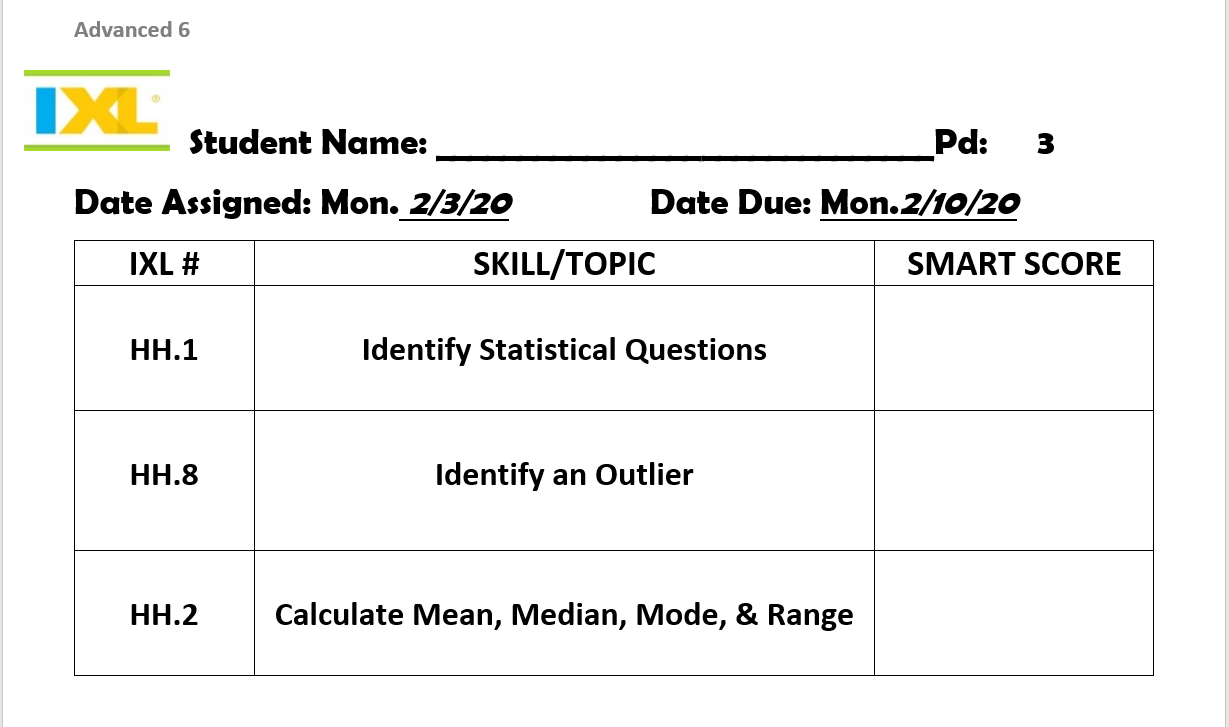 Advanced 6
IXL®
Student Name: ______________________________Pd: 3
Date Assigned: Mon. 2/3/20 Date Due: Mon.2/10/20
IXL # SKILL/TOPIC SMART SCORE
HH.1 Identify Statistical Questions
HH.8 Identify an Outlier
HH.2 Calculate Mean, Median, Mode, & Range